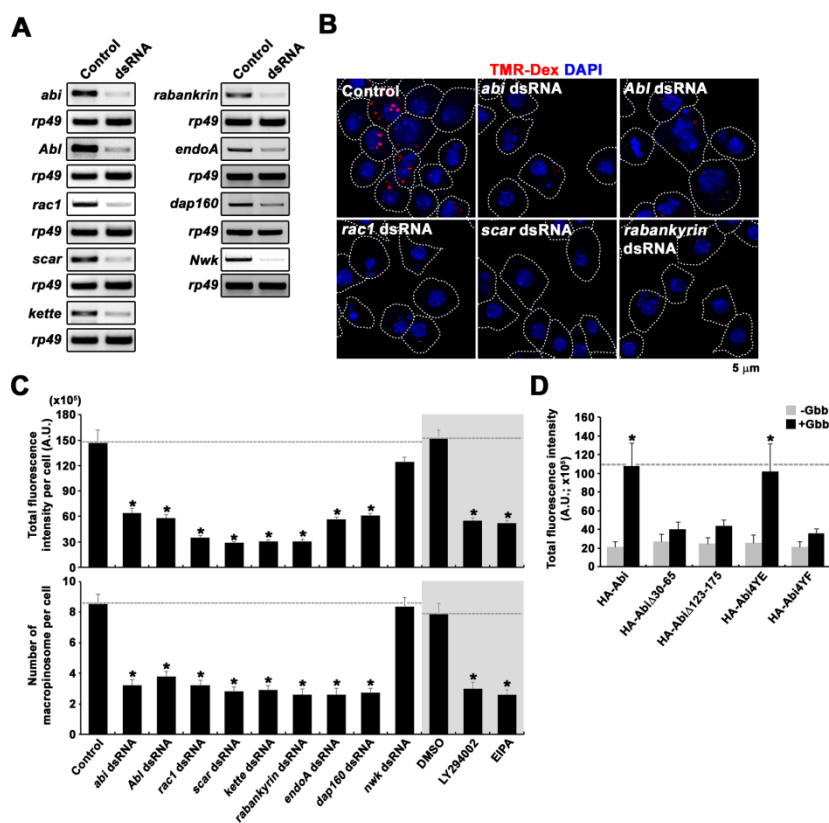 A
Control
dsRNA
abi
rp49
Abl
rp49
rac1
rp49
scar
rp49
kette
rp49
Control
dsRNA
rabankrin
rp49
endoA
rp49
dap160
rp49
Nwk
rp49
B
TMR-Dex DAPI
Control
abi dsRNA
Abl dsRNA
rac1 dsRNA
scar dsRNA
rabankyrin
dsRNA
5 µm
C
(x10⁶)
Total fluorescence
intensity per cell (A.U.)
180
150
120
90
60
30
0
* * * * * * * * * *
Number of
macropinosome per cell
10
8
6
4
2
0
* * * * * * * * * *
Control
abi dsRNA
Abl dsRNA
rac1 dsRNA
scar dsRNA
kette dsRNA
rabankyrin dsRNA
endoA dsRNA
dap160 dsRNA
nwk dsRNA
DMSO
LY294002
EIPA
D
-Gbb
+Gbb
Total fluorescence intensity
(A.U.; x10⁵)
160
140
120
100
80
60
40
20
0
* *
HA-Abi
HA-AbiΔ30-65
HA-AbiΔ123-175
HA-Abi4YE
HA-Abi4YF